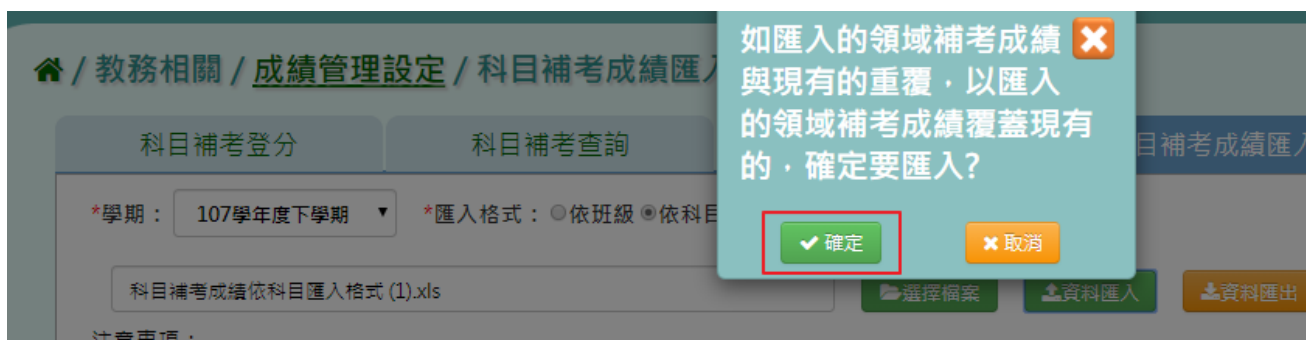 如匯入的領域補考成績
與現有的重覆，以匯入
的領域補考成績覆蓋現有
的，確定要匯入?
確定
取消
/ 教務相關 / 成績管理設定 / 科目補考成績匯
科目補考登分
科目補考查詢
目補考成績匯
*學期： 107學年度下學期 *匯入格式：依班級 依科目
科目補考成績依科目匯入格式 (1).xls
選擇檔案
資料匯入
資料匯出
注意事項：